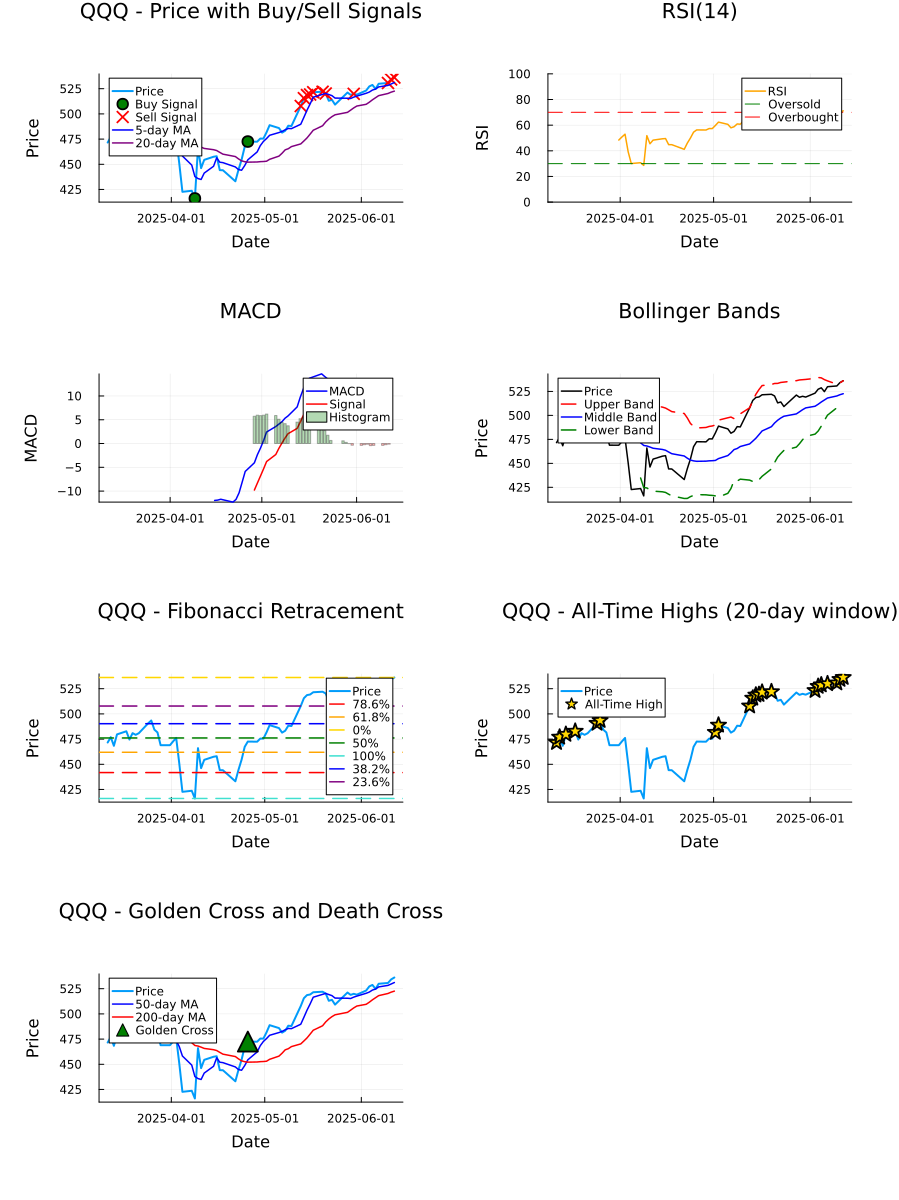 QQQ - Price with Buy/Sell Signals
Price
525
500
475
450
425
Price
Buy Signal
Sell Signal
5-day MA
20-day MA
2025-04-01
2025-05-01
2025-06-01
Date
RSI(14)
RSI
100
80
60
40
20
0
RSI
Oversold
Overbought
2025-04-01
2025-05-01
2025-06-01
Date
MACD
MACD
10
5
0
−5
−10
MACD
Signal
Histogram
2025-04-01
2025-05-01
2025-06-01
Date
Bollinger Bands
Price
525
500
475
450
425
Price
Upper Band
Middle Band
Lower Band
2025-04-01
2025-05-01
2025-06-01
Date
QQQ - Fibonacci Retracement
Price
525
500
475
450
425
Price
78.6%
61.8%
0%
50%
100%
38.2%
23.6%
2025-04-01
2025-05-01
2025-06-01
Date
QQQ - All-Time Highs (20-day window)
Price
525
500
475
450
425
Price
All-Time High
2025-04-01
2025-05-01
2025-06-01
Date
QQQ - Golden Cross and Death Cross
Price
525
500
475
450
425
Price
50-day MA
200-day MA
Golden Cross
2025-04-01
2025-05-01
2025-06-01
Date